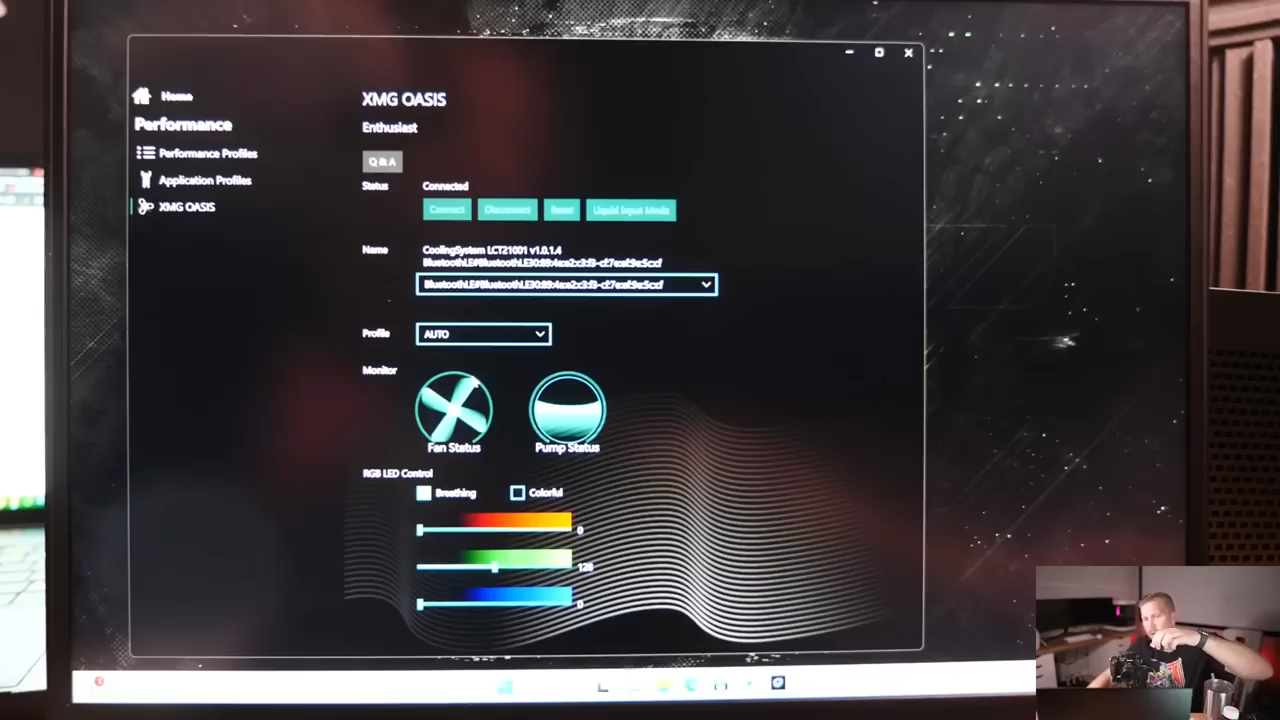 Home
Performance
Performance Profiles
Application Profiles
XMG OASIS
XMG OASIS
Enthusiast
Q & A
Status
Connected
Connect
Disconnect
Reset
Liquid Input Mode
Name
CoolingSystem LCT21001 v1.0.1.4
Profile
AUTO
Monitor
Fan Status
Pump Status
RGB LED Control
Breathing
Colorful
0
128
0